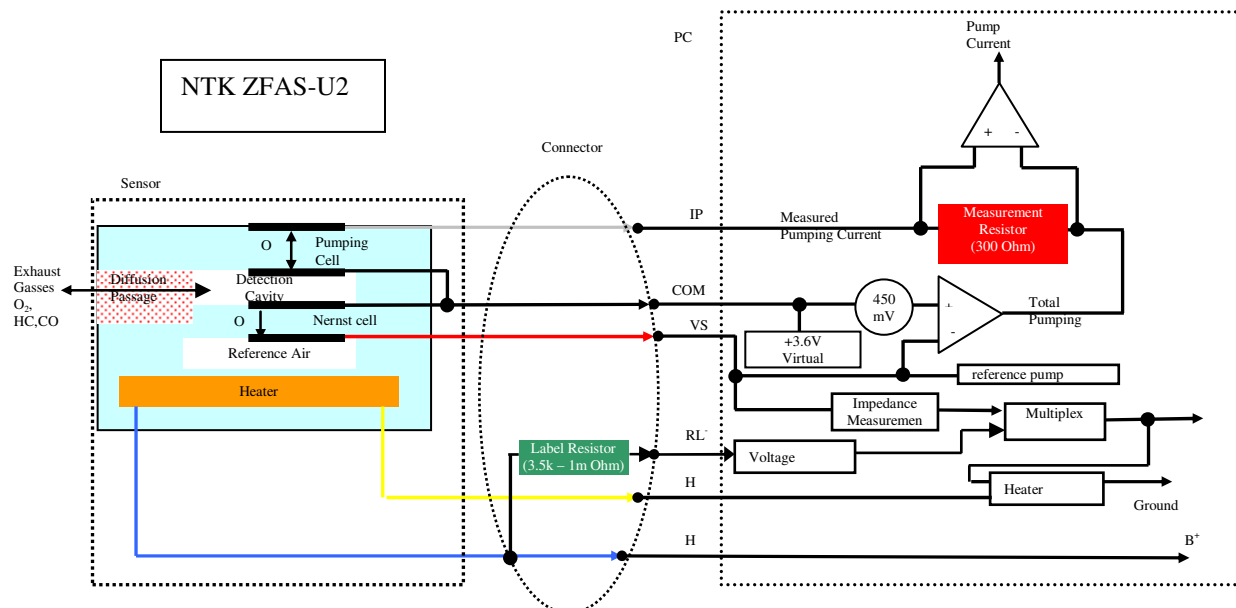 NTK ZFAS-U2
PC
Pump
Current
+ -
Connector
Sensor
IP
Measured
Pumping Current
Measurement
Resistor
(300 Ohm)
O
Pumping
Cell
Exhaust
Gasses
O2,
HC,CO
Diffusion
Passage
Detection
Cavity
O
Nernst cell
Reference Air
COM
VS
450
mV
+
-
Total
Pumping
+3.6V
Virtual
reference pump
Heater
Impedance
Measuremen
Multiplex
Label Resistor
(3.5k – 1m Ohm)
RL-
Voltage
H
Heater
Ground
H
B+